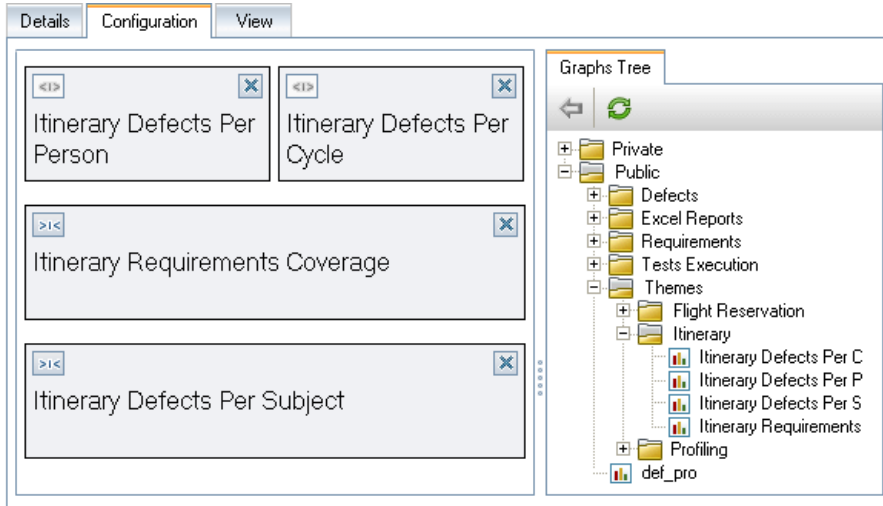 Details Configuration View
Itinerary Defects Per Person
Itinerary Defects Per Cycle
Itinerary Requirements Coverage
Itinerary Defects Per Subject
Graphs Tree
Private
Public
Defects
Excel Reports
Requirements
Tests Execution
Themes
Flight Reservation
Itinerary
Itinerary Defects Per C
Itinerary Defects Per P
Itinerary Defects Per S
Itinerary Requirements
Profiling
def_pro